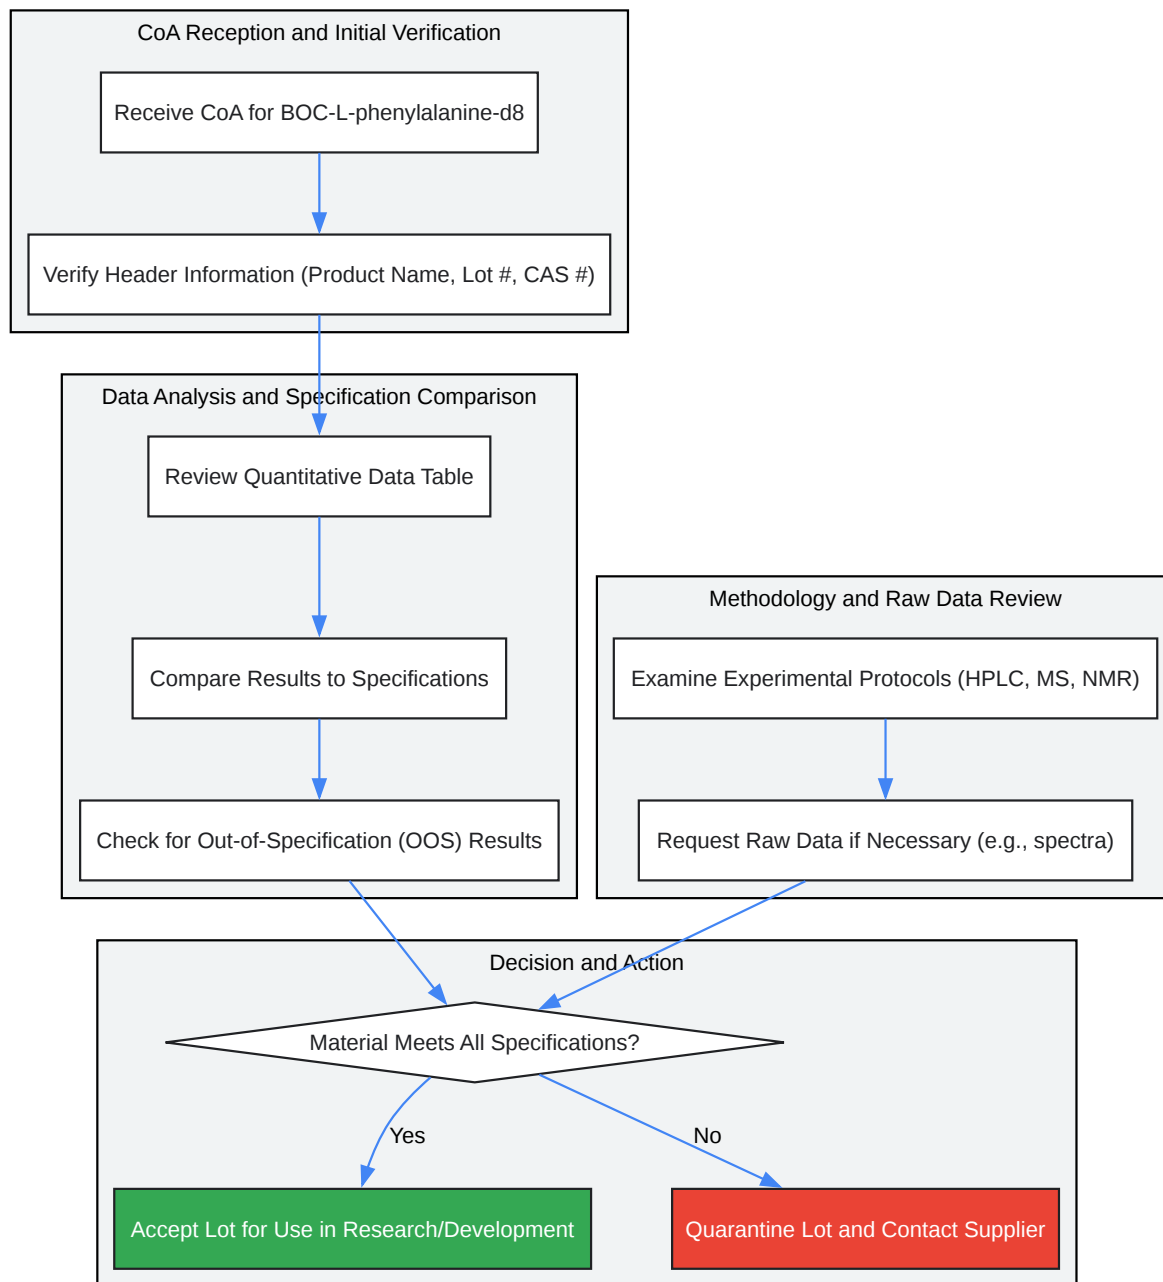 CoA Reception and Initial Verification
Receive CoA for BOC-L-phenylalanine-d8
Verify Header Information (Product Name, Lot #, CAS #)
Data Analysis and Specification Comparison
Review Quantitative Data Table
Compare Results to Specifications
Check for Out-of-Specification (OOS) Results
Methodology and Raw Data Review
Examine Experimental Protocols (HPLC, MS, NMR)
Request Raw Data if Necessary (e.g., spectra)
Decision and Action
Material Meets All Specifications?
Yes
No
Accept Lot for Use in Research/Development
Quarantine Lot and Contact Supplier